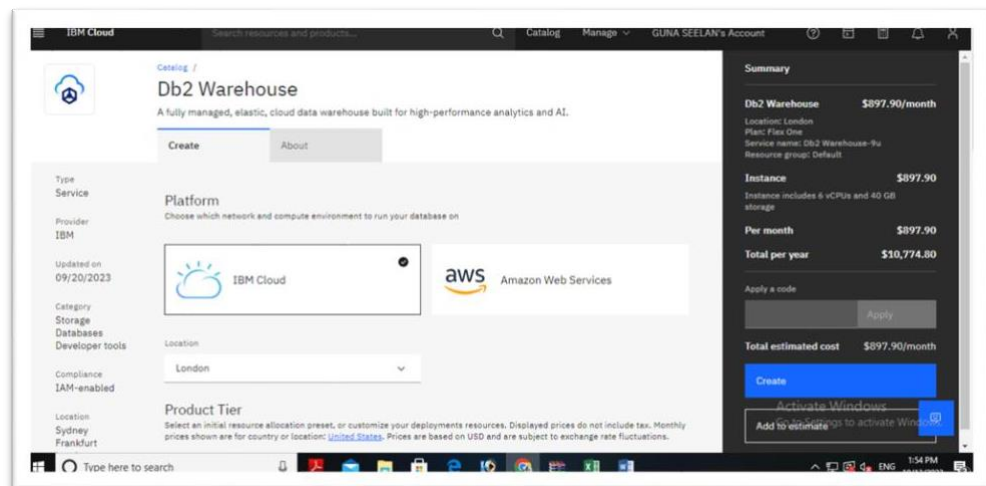 IBM Cloud
Search resources and products...
Catalog
Manage
GUNA SEELAN's Account
Catalog /
Db2 Warehouse
A fully managed, elastic, cloud data warehouse built for high-performance analytics and AI.
Create
About
Type
Service
Provider
IBM
Updated on
09/20/2023
Category
Storage
Databases
Developer tools
Compliance
IAM-enabled
Location
Sydney
Frankfurt
Platform
Choose which network and compute environment to run your database on
IBM Cloud
aws
Amazon Web Services
Location
London
Product Tier
Select an initial resource allocation preset, or customize your deployments resources. Displayed prices do not include tax. Monthly
prices shown are for country or location: United States. Prices are based on USD and are subject to exchange rate fluctuations.
Summary
Db2 Warehouse $897.90/month
Location: London
Plan: Flex One
Service name: Db2 Warehouse-9u
Resource group: Default
Instance $897.90
Instance includes 6 vCPUs and 40 GB
storage
Per month $897.90
Total per year $10,774.80
Apply a code
Apply
Total estimated cost $897.90/month
Create
Activate Windows
Go to Settings to activate Windows.
Add to estimate
Type here to search
ENG
1:54 PM